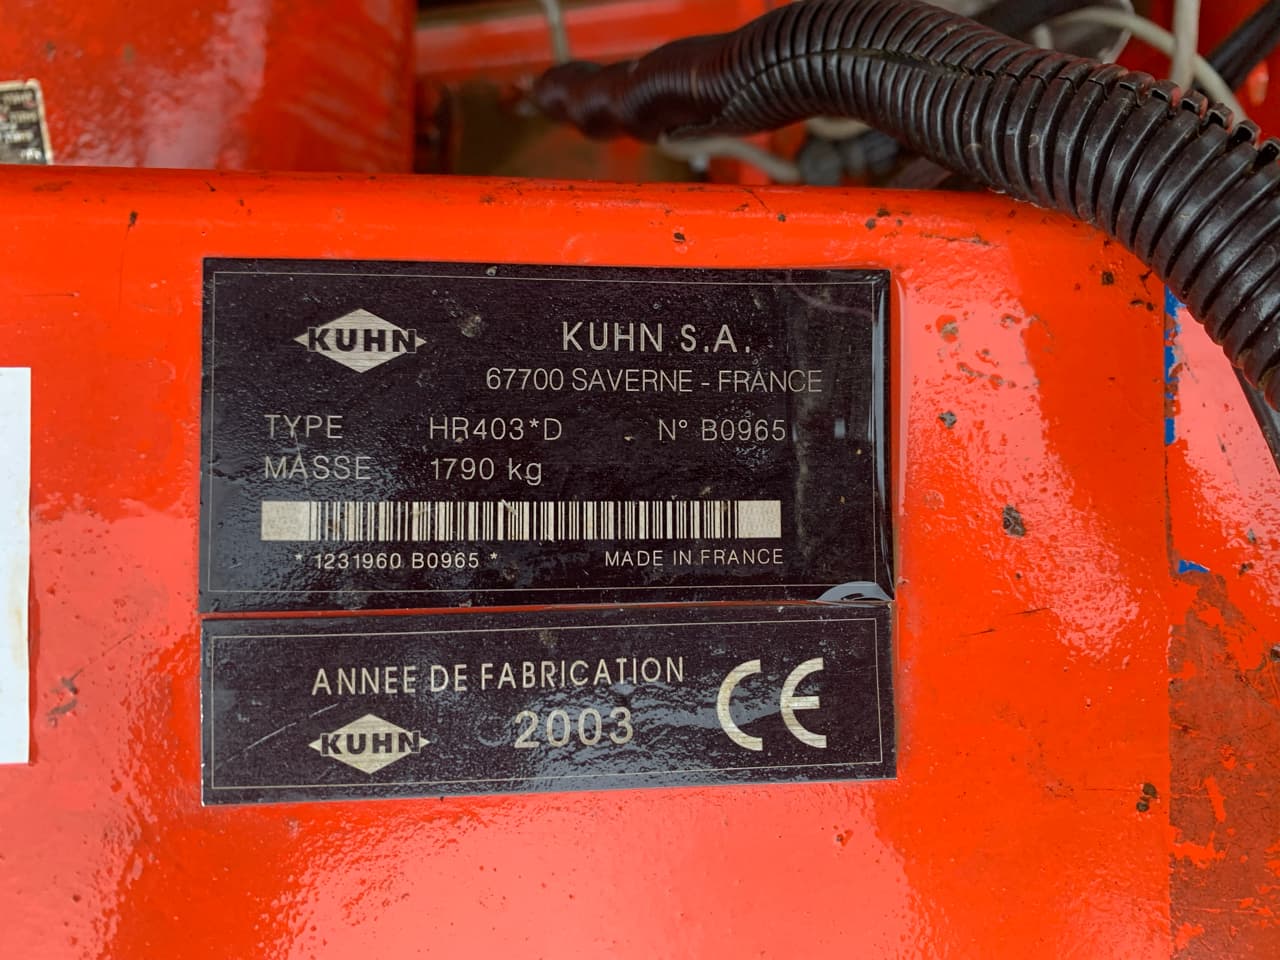 KUHN
KUHN S.A.
67700 SAVERNE - FRANCE
TYPE HR403*D N° B0965
MASSE 1790 kg
* 1231960 B0965 *
MADE IN FRANCE
ANNEE DE FABRICATION
KUHN
2003
CE